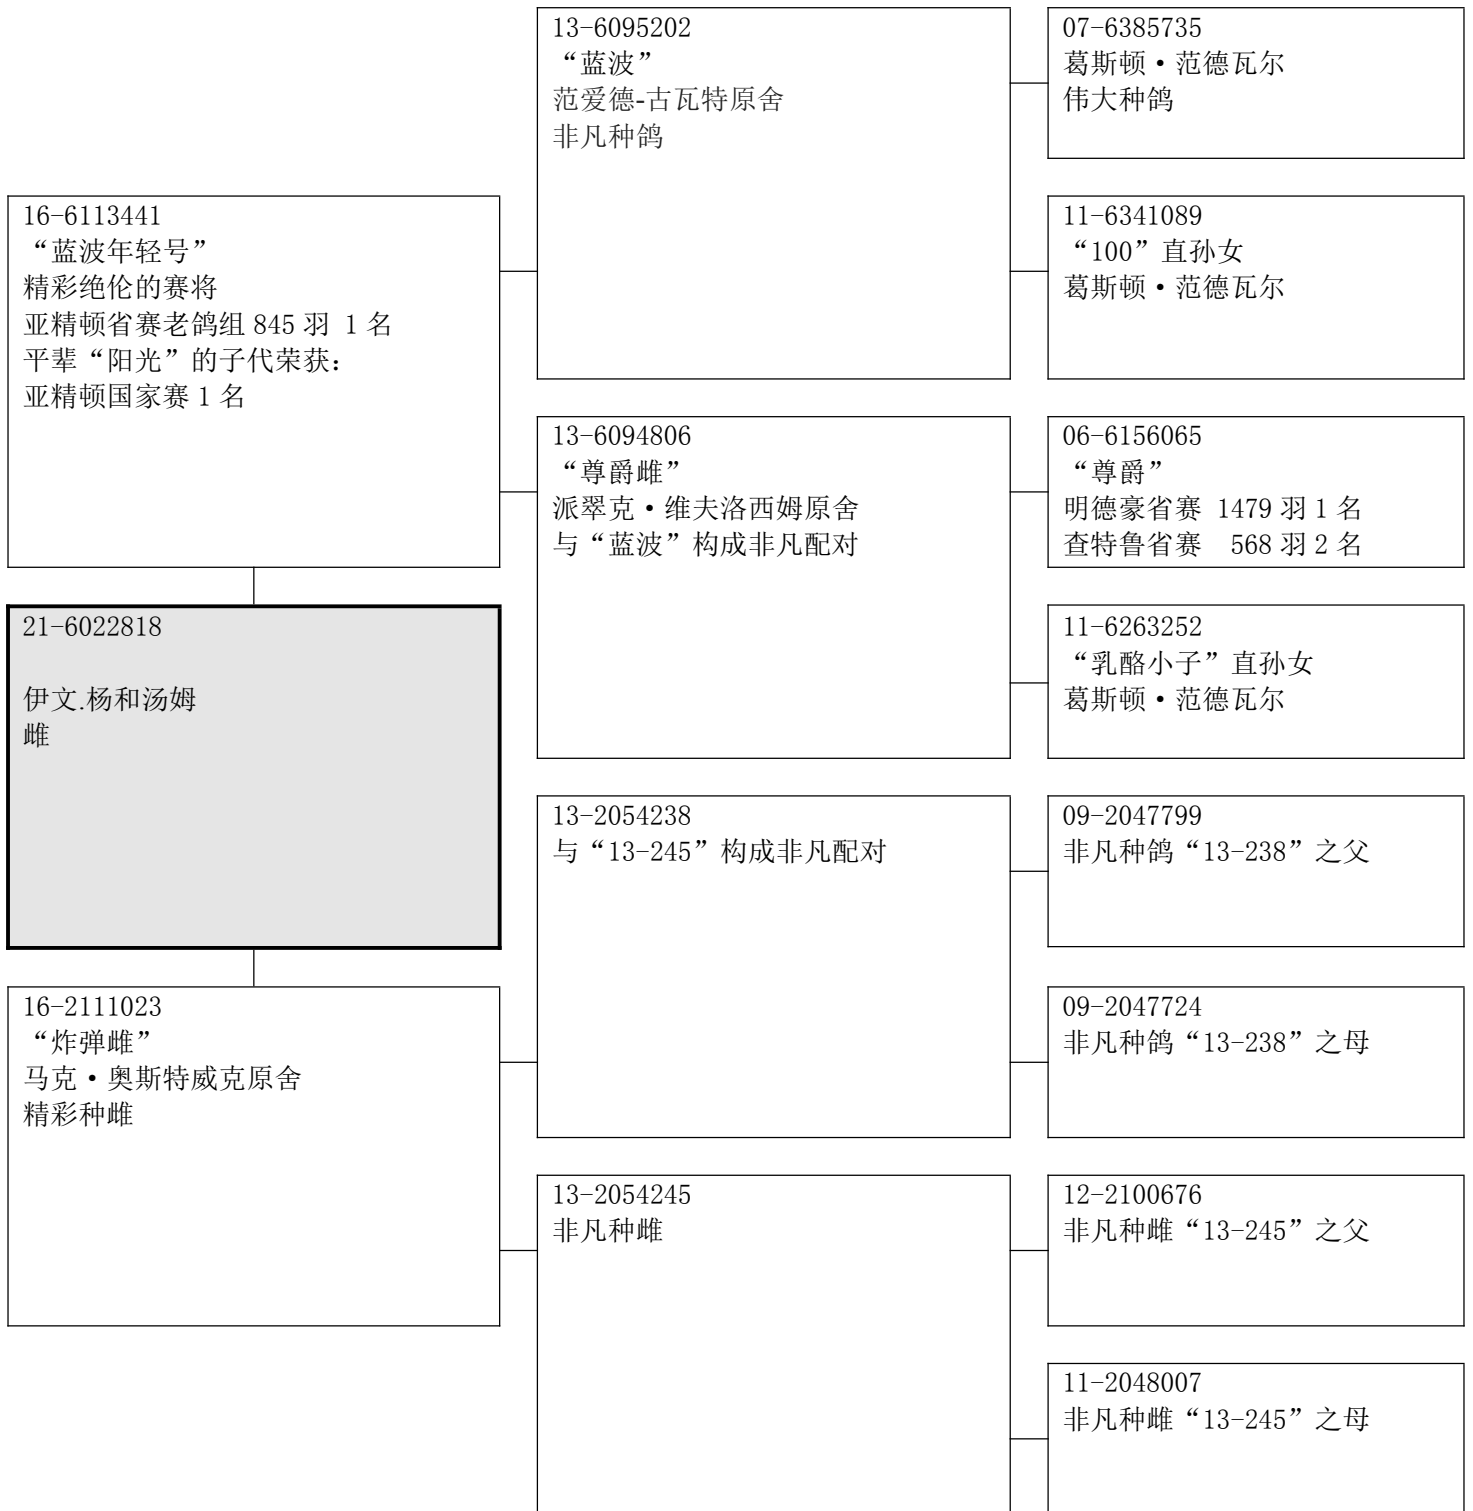 13-6095202
“蓝波”
范爱德-古瓦特原舍
非凡种鸽
07-6385735
葛斯顿·范德瓦尔
伟大种鸽
16-6113441
“蓝波年轻号”
精彩绝伦的赛将
亚精顿省赛老鸽组 845 羽 1 名
平辈“阳光”的子代荣获：
亚精顿国家赛 1 名
11-6341089
“100”直孙女
葛斯顿·范德瓦尔
13-6094806
“尊爵雌”
派翠克·维夫洛西姆原舍
与“蓝波”构成非凡配对
06-6156065
“尊爵”
明德豪省赛 1479 羽 1 名
查特鲁省赛 568 羽 2 名
21-6022818
伊文.杨和汤姆
雌
11-6263252
“乳酪小子”直孙女
葛斯顿·范德瓦尔
13-2054238
与“13-245”构成非凡配对
09-2047799
非凡种鸽“13-238”之父
16-2111023
“炸弹雌”
马克·奥斯特威克原舍
精彩种雌
09-2047724
非凡种鸽“13-238”之母
13-2054245
非凡种雌
12-2100676
非凡种雌“13-245”之父
11-2048007
非凡种雌“13-245”之母